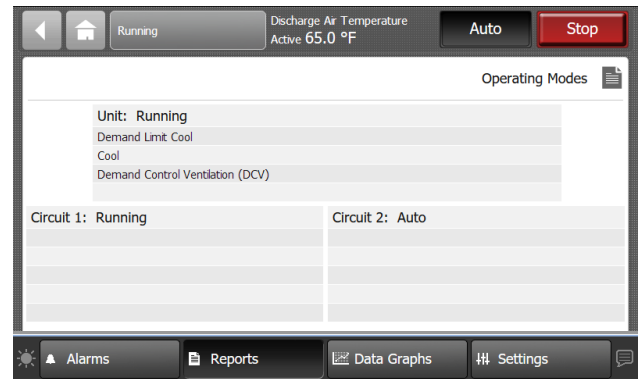 Running
Discharge Air Temperature
Active 65.0 °F
Auto
Stop
Operating Modes
Unit: Running
Demand Limit Cool
Cool
Demand Control Ventilation (DCV)
Circuit 1: Running
Circuit 2: Auto
Alarms
Reports
Data Graphs
Settings